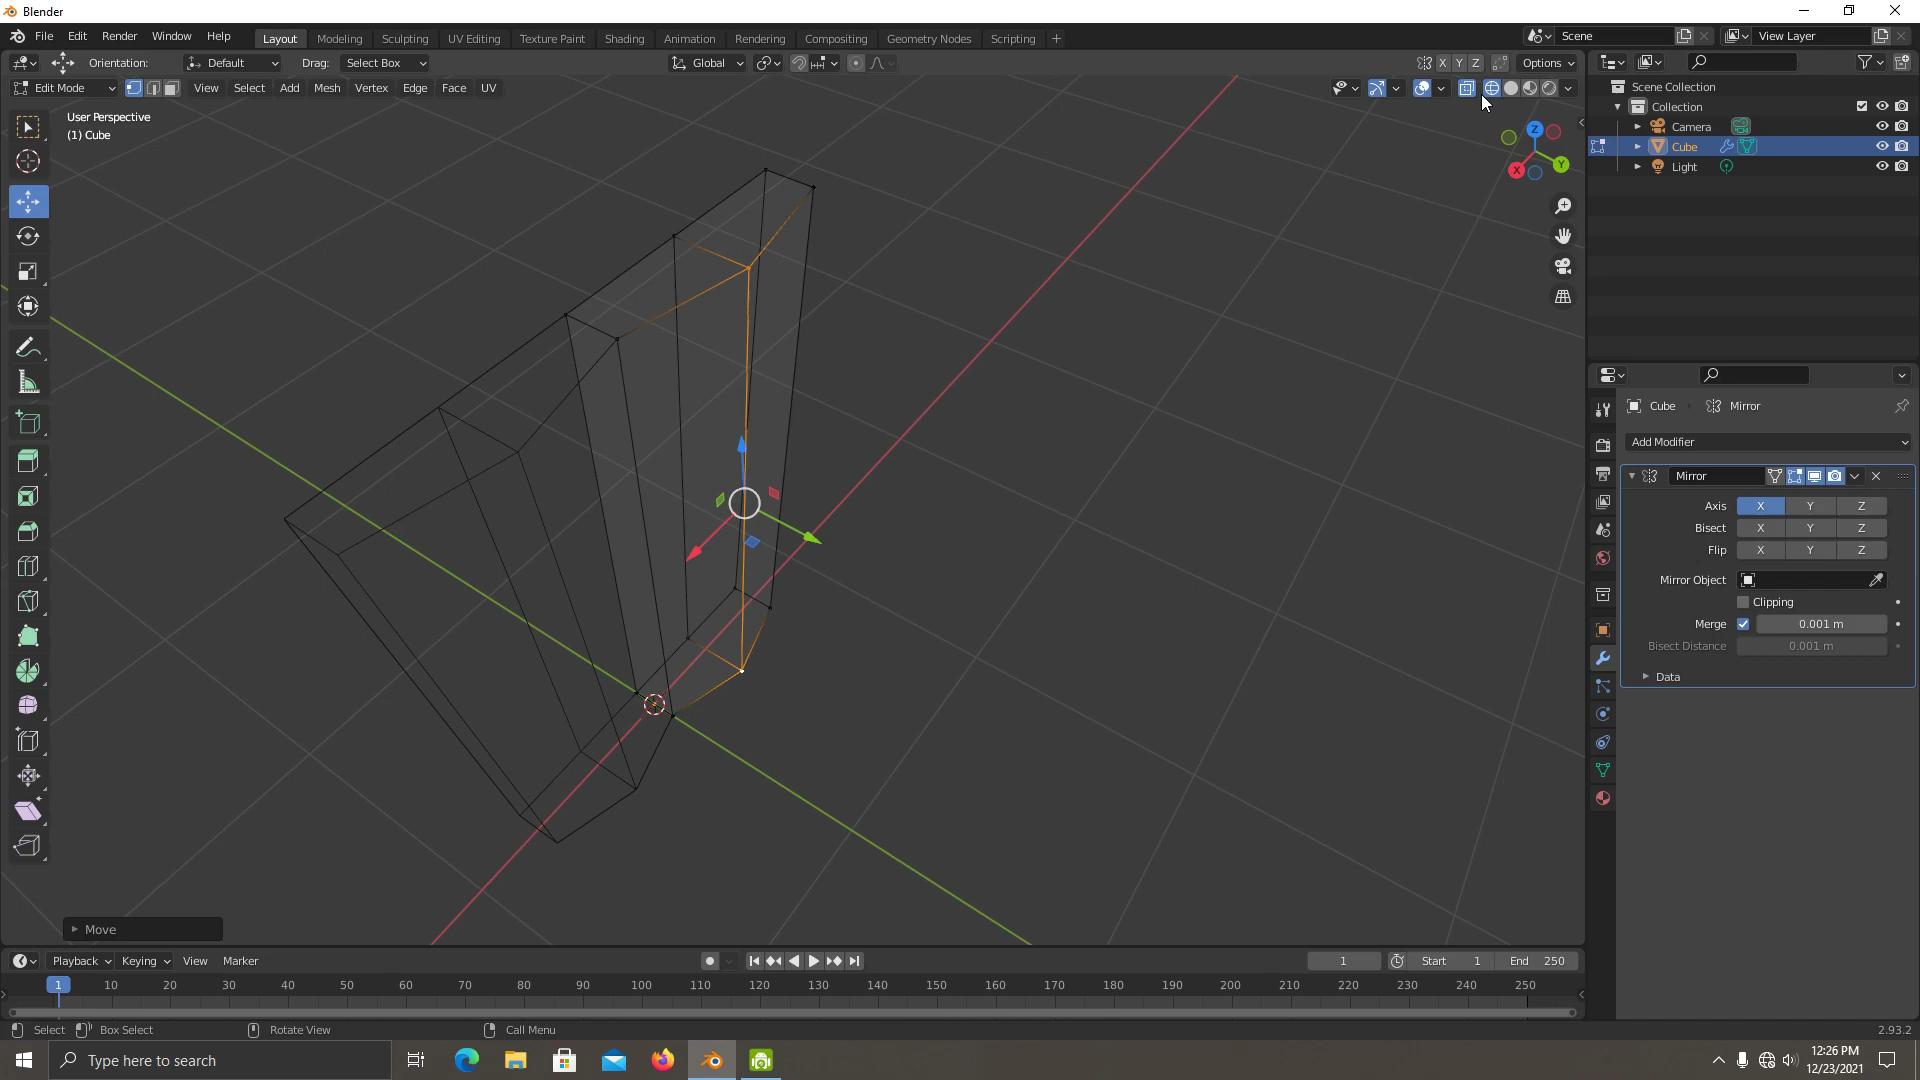 Blender
File Edit Render Window Help
Layout Modeling Sculpting UV Editing Texture Paint Shading Animation Rendering Compositing Geometry Nodes Scripting +
Scene
View Layer
Orientation: Default Drag: Select Box
Global
X Y Z
Options
Edit Mode
View Select Add Mesh Vertex Edge Face UV
User Perspective
(1) Cube
Z
Y
X
Scene Collection
Collection
Camera
Cube
Light
Cube Mirror
Add Modifier
Mirror
Axis X Y Z
Bisect X Y Z
Flip X Y Z
Mirror Object
Clipping
Merge 0.001 m
Bisect Distance 0.001 m
Data
Move
Playback Keying View Marker
1
Start 1
End 250
1 10 20 30 40 50 60 70 80 90 100 110 120 130 140 150 160 170 180 190 200 210 220 230 240 250
Select Box Select Rotate View Call Menu
2.93.2
Type here to search
12:26 PM
12/23/2021